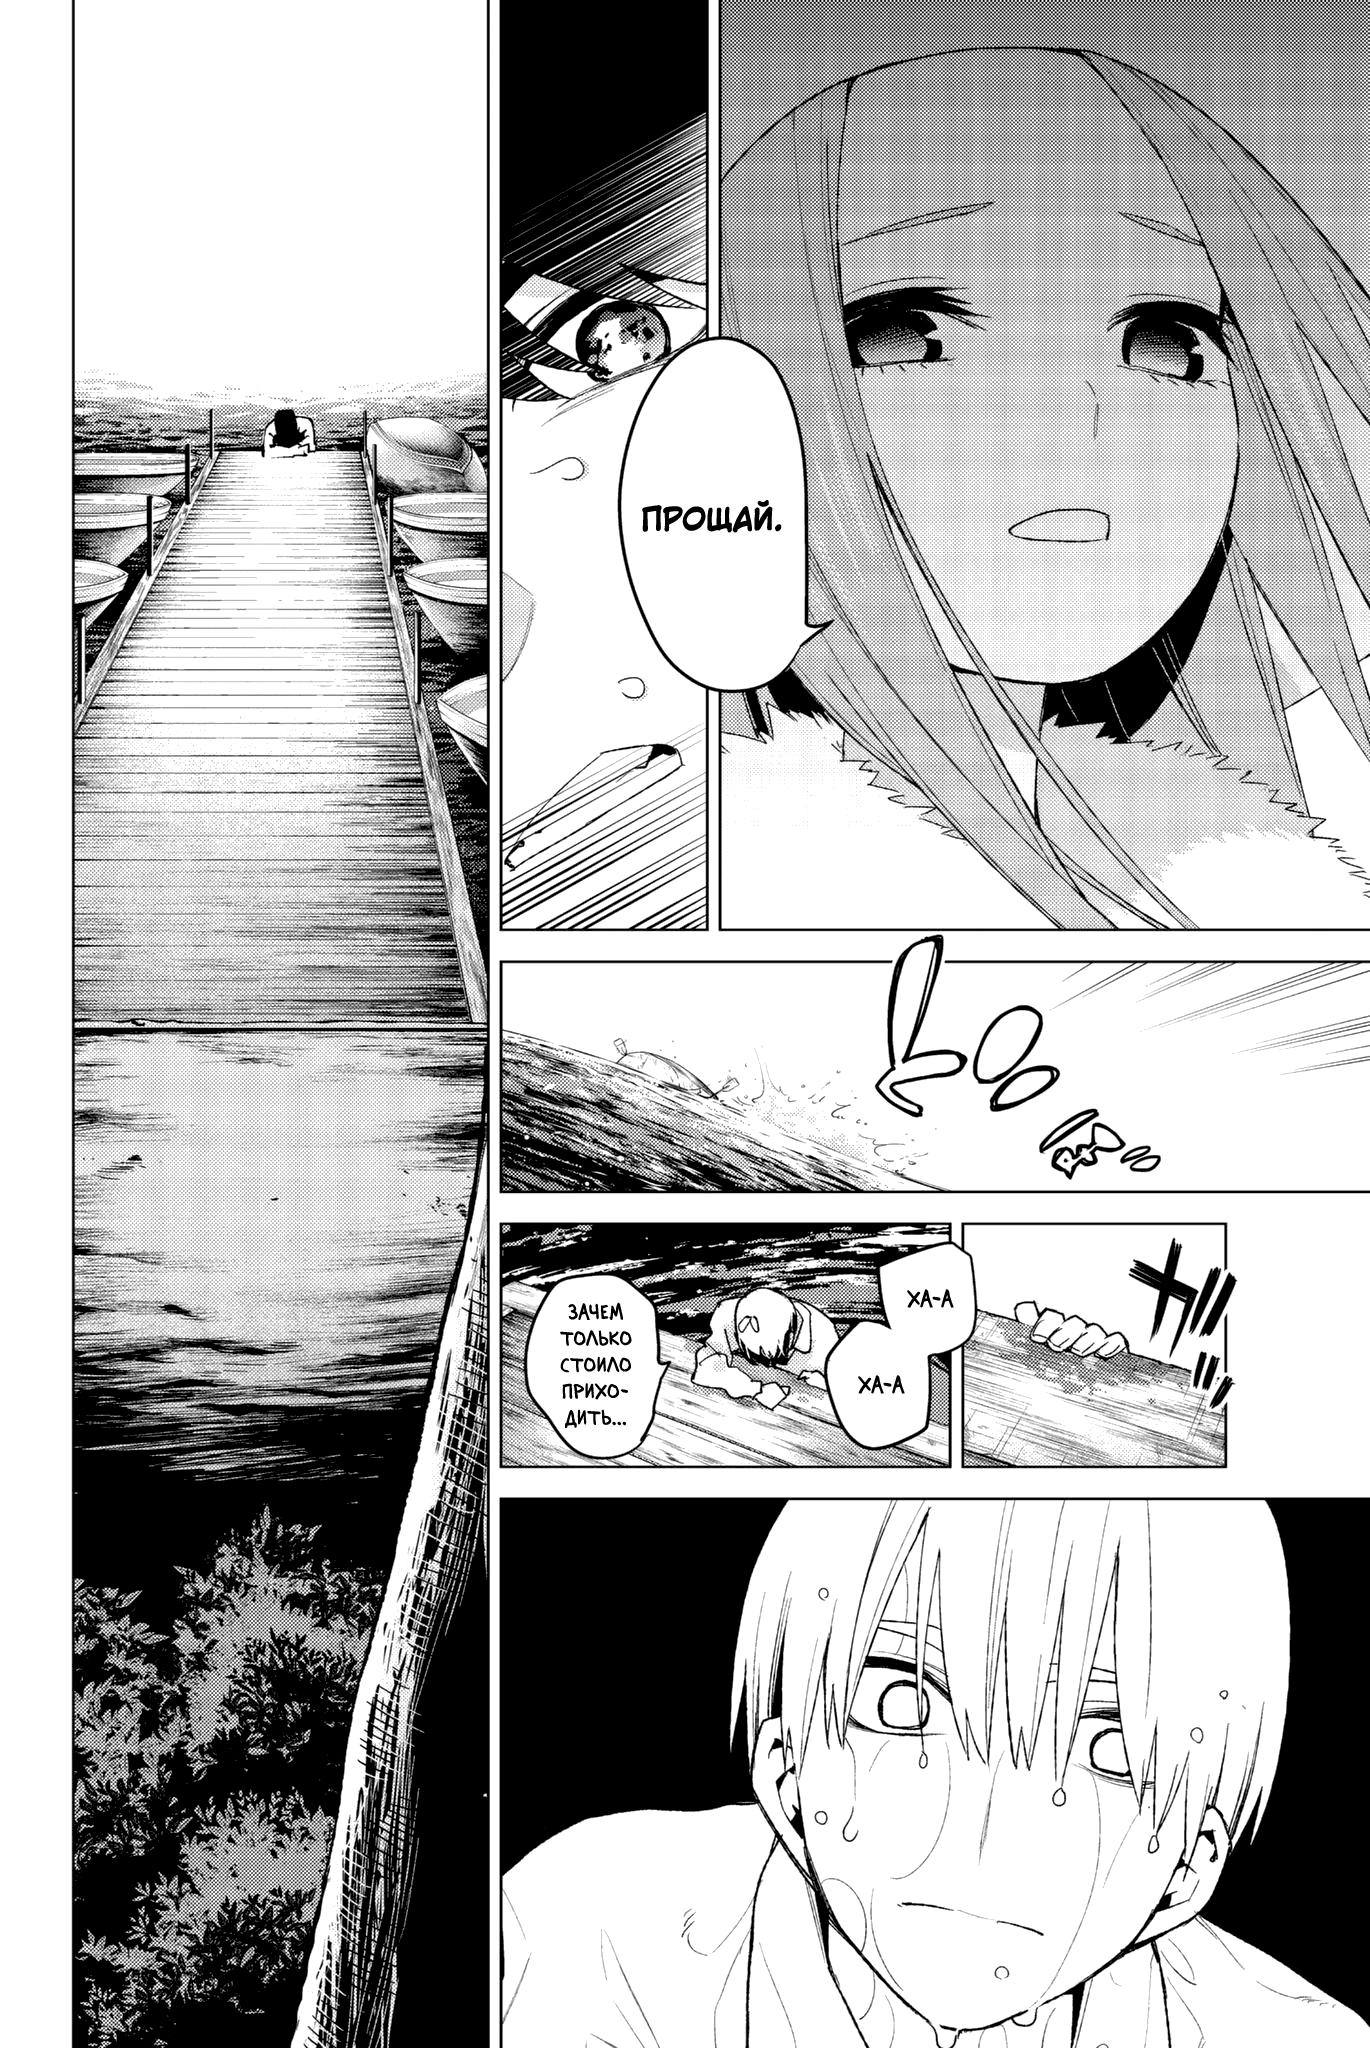 ПРОЩАЙ.
ХА-А
ХА-А
ЗАЧЕМ
ТОЛЬКО
СТОИЛО
ПРИХО-
ДИТЬ...